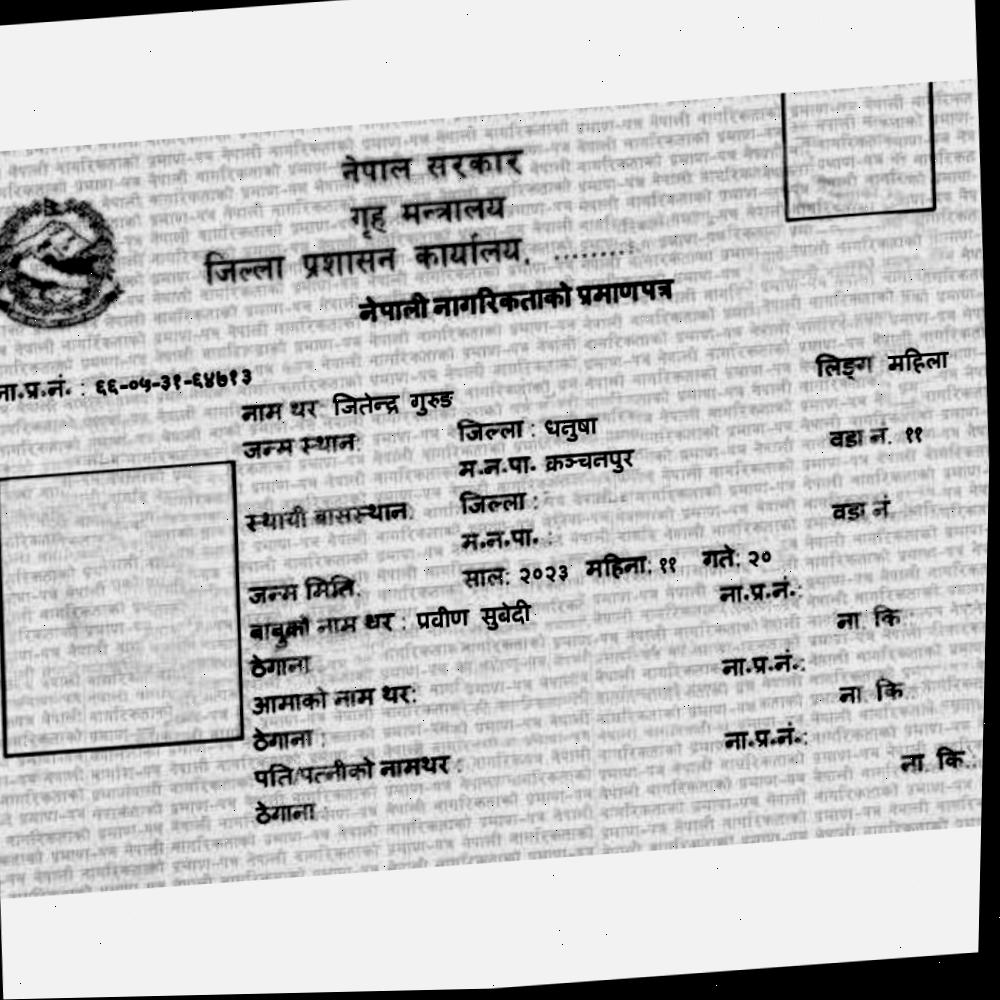 नेपाल सरकार
गृह मन्त्रालय
जिल्ला प्रशासन कार्यालय, .........
नेपाली नागरिकताको प्रमाणपत्र
ना.प्र.नं. : ६६-०५-३१-६४७१३ लिङ्ग महिला
नाम थर: जितेन्द्र गुरुङ
जन्म स्थान: जिल्ला : धनुषा वडा नं. ११
म.न.पा. क्रञ्चनपुर
स्थायी बासस्थान: जिल्ला : वडा नं.
म.न.पा. :
जन्म मिति: साल: २०२३ महिना: ११ गते: २०
बाबुको नाम थर : प्रवीण सुबेदी ना.प्र.नं.:
ठेगाना ना. कि.:
आमाको नाम थर: ना.प्र.नं.:
ठेगाना : ना. कि.
पति/पत्नीको नामथर : ना.प्र.नं.:
ठेगाना : ना. कि.: